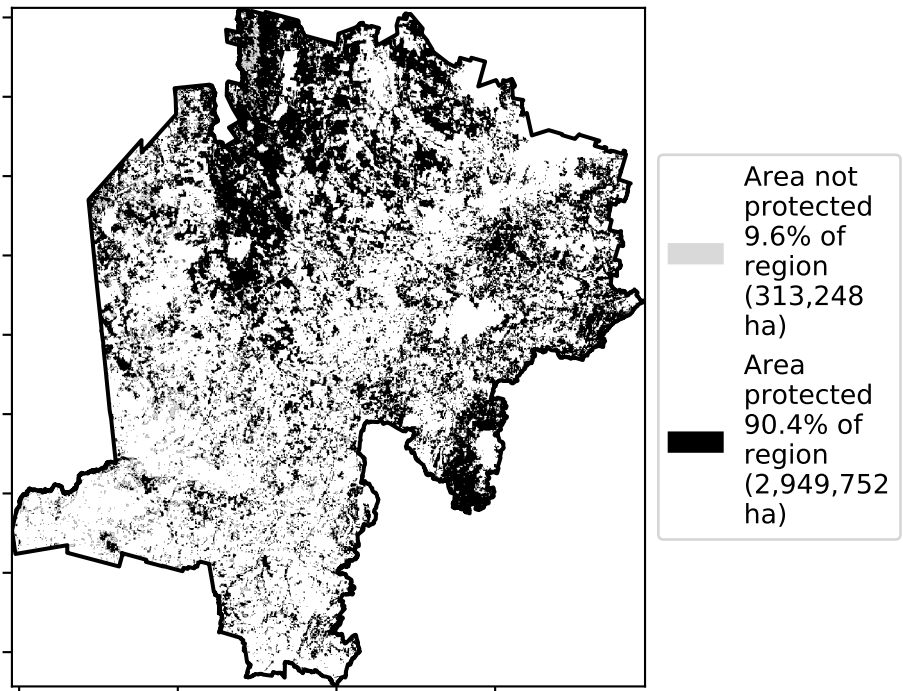 Area not
protected
9.6% of
region
(313,248
ha)
Area
protected
90.4% of
region
(2,949,752
ha)